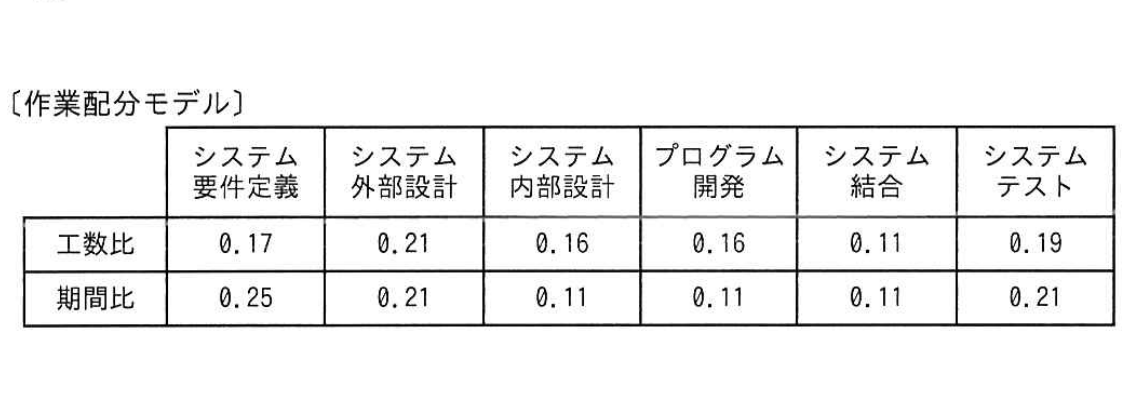 〔作業配分モデル〕
システム要件定義 システム外部設計 システム内部設計 プログラム開発 システム結合 システムテスト
工数比 0.17 0.21 0.16 0.16 0.11 0.19
期間比 0.25 0.21 0.11 0.11 0.11 0.21